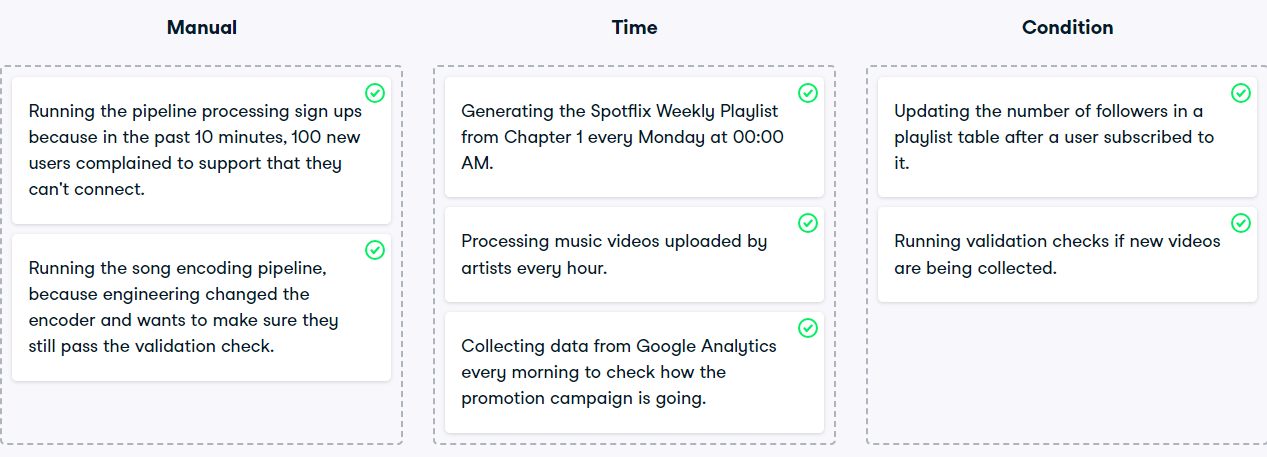 Manual
Running the pipeline processing sign ups
because in the past 10 minutes, 100 new
users complained to support that they
can't connect.
Running the song encoding pipeline,
because engineering changed the
encoder and wants to make sure they
still pass the validation check.
Time
Generating the Spotflix Weekly Playlist
from Chapter 1 every Monday at 00:00
AM.
Processing music videos uploaded by
artists every hour.
Collecting data from Google Analytics
every morning to check how the
promotion campaign is going.
Condition
Updating the number of followers in a
playlist table after a user subscribed to
it.
Running validation checks if new videos
are being collected.